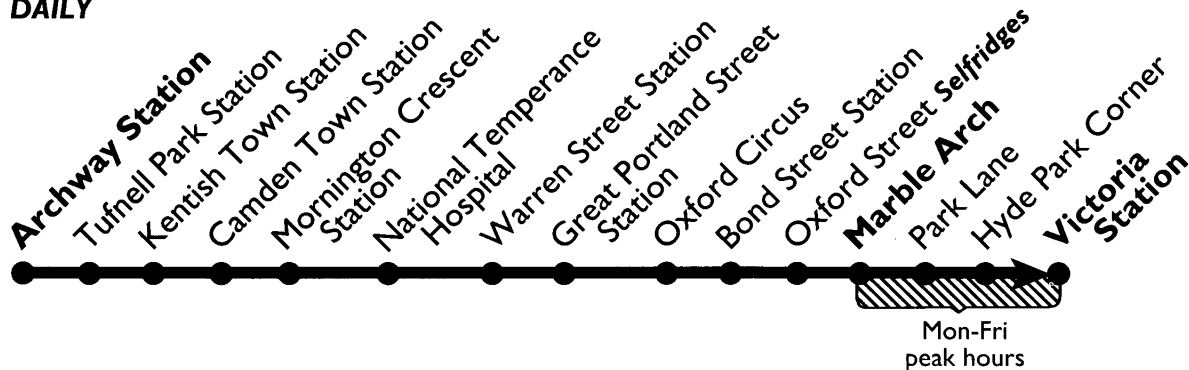 DAILY
Archway Station
Tufnell Park Station
Kentish Town Station
Camden Town Station
Mornington Crescent
Station
National Temperance
Hospital
Warren Street Station
Great Portland Street
Station
Oxford Circus
Bond Street Station
Oxford Street Selfridges
Marble Arch
Park Lane
Hyde Park Corner
Victoria
Station
Mon-Fri
peak hours